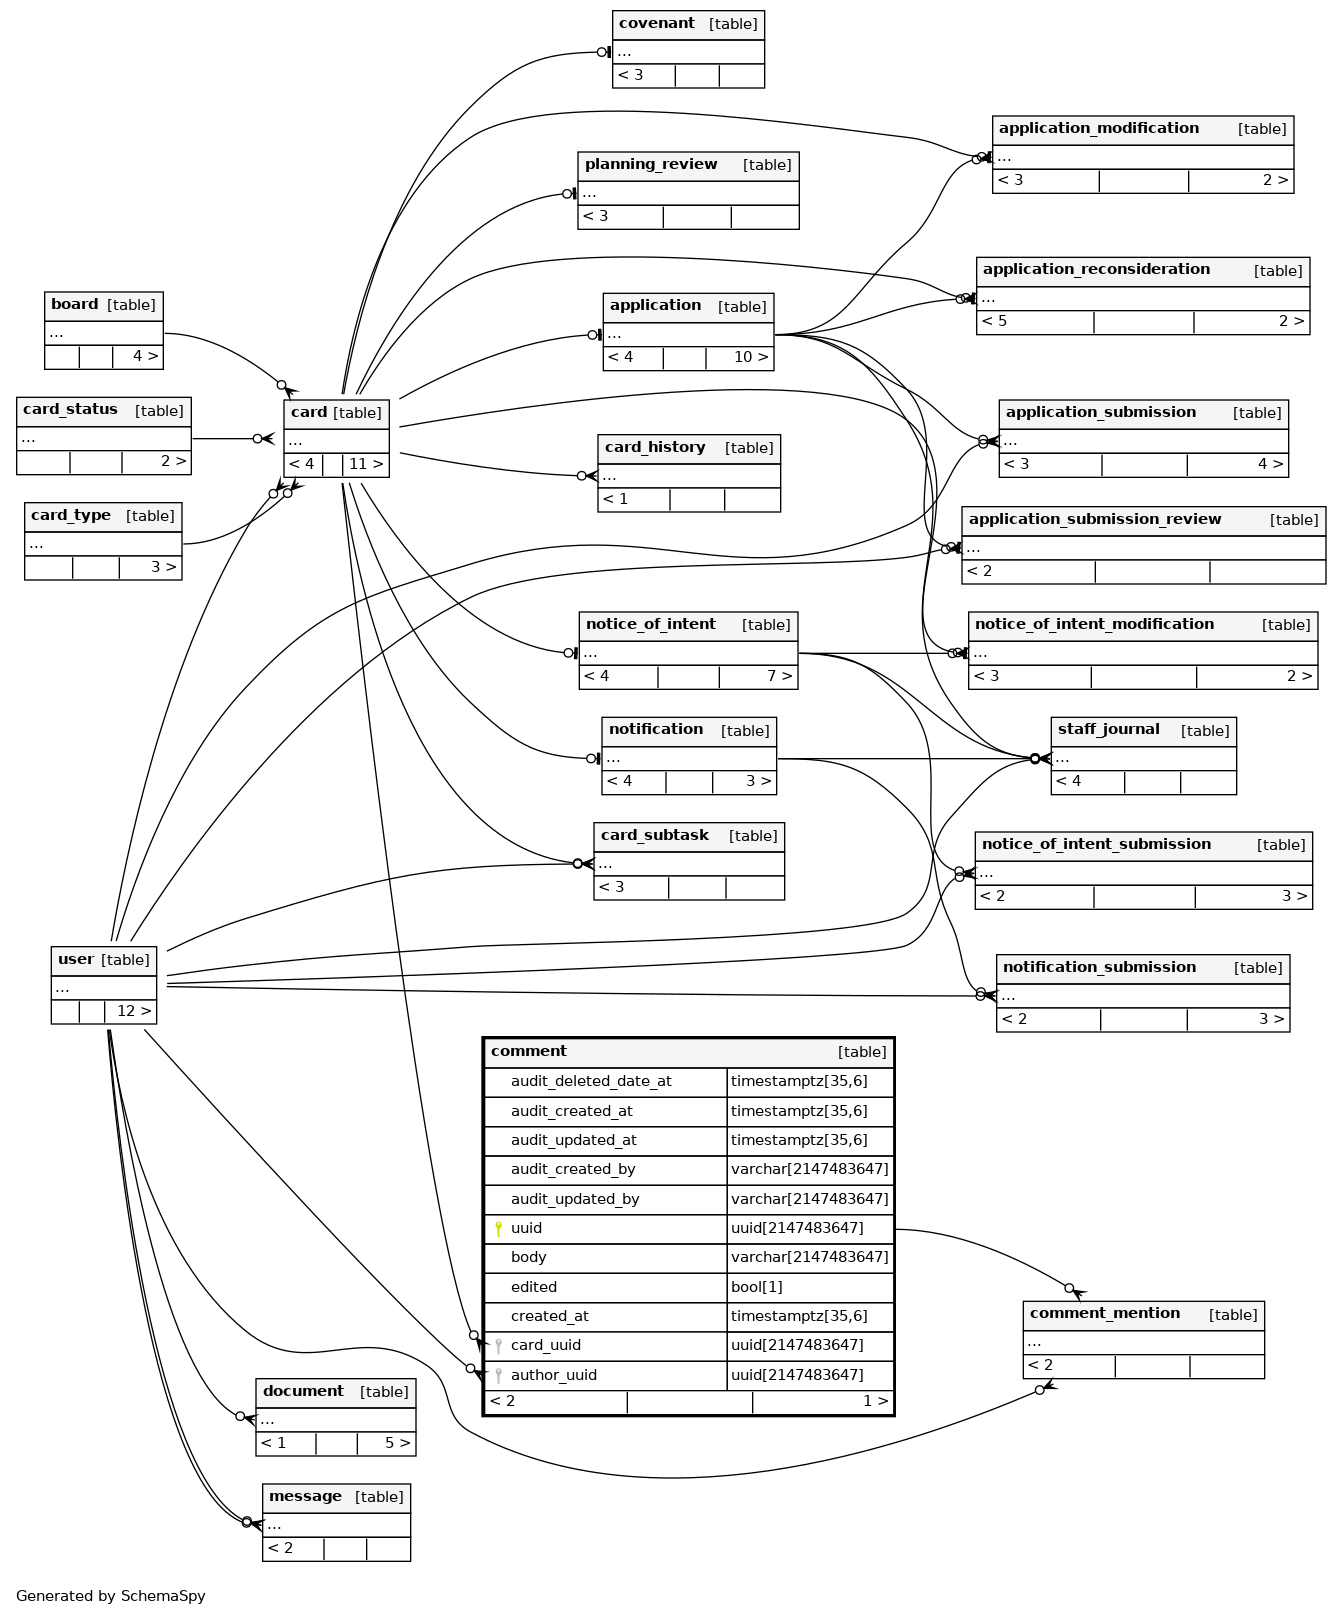 covenant [table]
...
< 3
application_modification [table]
...
< 3 2 >
planning_review [table]
...
< 3
application_reconsideration [table]
...
< 5 2 >
board [table]
...
4 >
application [table]
...
< 4 10 >
card_status [table]
...
2 >
card [table]
...
< 4 11 >
application_submission [table]
...
< 3 4 >
card_history [table]
...
< 1
card_type [table]
...
3 >
application_submission_review [table]
...
< 2
notice_of_intent [table]
...
< 4 7 >
notice_of_intent_modification [table]
...
< 3 2 >
notification [table]
...
< 4 3 >
staff_journal [table]
...
< 4
card_subtask [table]
...
< 3
notice_of_intent_submission [table]
...
< 2 3 >
user [table]
...
12 >
notification_submission [table]
...
< 2 3 >
comment [table]
audit_deleted_date_at timestamptz[35,6]
audit_created_at timestamptz[35,6]
audit_updated_at timestamptz[35,6]
audit_created_by varchar[2147483647]
audit_updated_by varchar[2147483647]
uuid uuid[2147483647]
body varchar[2147483647]
edited bool[1]
created_at timestamptz[35,6]
card_uuid uuid[2147483647]
author_uuid uuid[2147483647]
< 2 1 >
comment_mention [table]
...
< 2
document [table]
...
< 1 5 >
message [table]
...
< 2
Generated by SchemaSpy